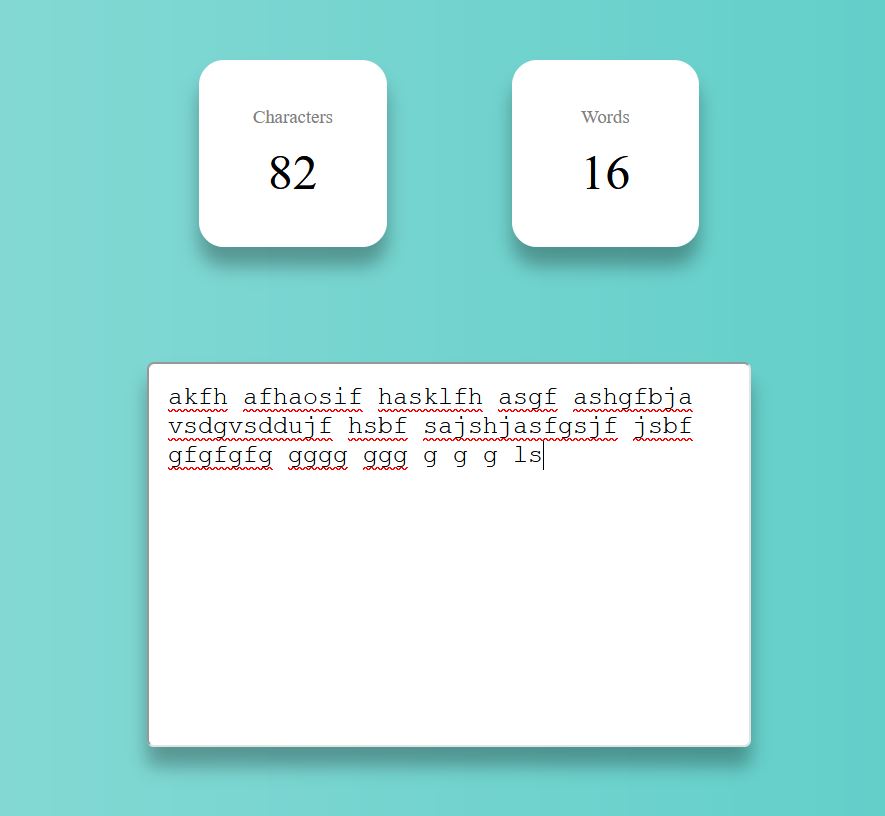 Characters
82
Words
16
akfh afhaosif hasklfh asgf ashgfbja
vsdgvsddujf hsbf sajshjasfgsjf jsbf
gfgfgfg gggg ggg g g g ls